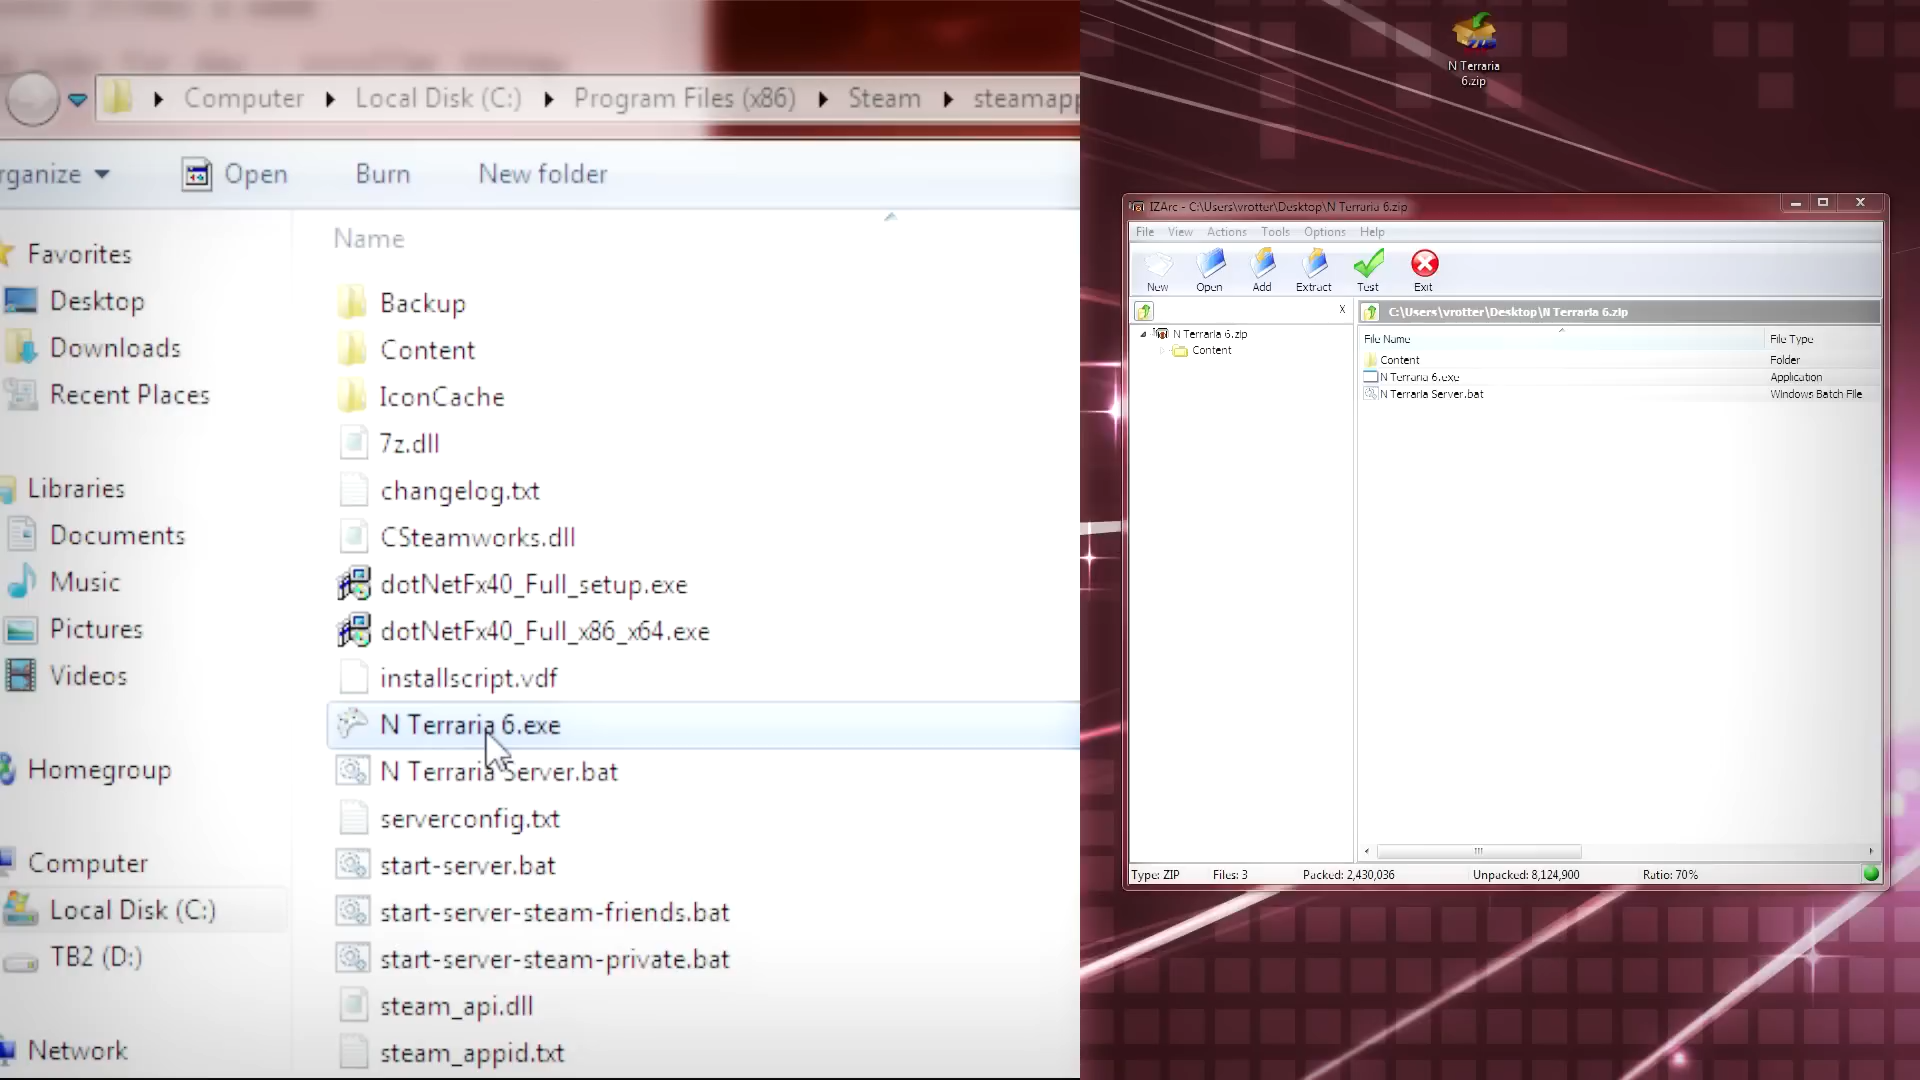 Computer
Local Disk (C:)
Program Files (x86)
Steam
steamapp
rganize
Open
Burn
New folder
Favorites
Desktop
Downloads
Recent Places
Libraries
Documents
Music
Pictures
Videos
Homegroup
Computer
Local Disk (C:)
TB2 (D:)
Network
Name
Backup
Content
IconCache
7z.dll
changelog.txt
CSteamworks.dll
dotNetFx40_Full_setup.exe
dotNetFx40_Full_x86_x64.exe
installscript.vdf
N Terraria 6.exe
N Terraria Server.bat
serverconfig.txt
start-server.bat
start-server-steam-friends.bat
start-server-steam-private.bat
steam_api.dll
steam_appid.txt
N Terraria
6.zip
IZArc - C:\Users\vrotter\Desktop\N Terraria 6.zip
File View Actions Tools Options Help
New Open Add Extract Test Exit
X
C:\Users\vrotter\Desktop\N Terraria 6.zip
N Terraria 6.zip
Content
File Name File Type
Content Folder
N Terraria 6.exe Application
N Terraria Server.bat Windows Batch File
Type: ZIP Files: 3 Packed: 2,430,036 Unpacked: 8,124,900 Ratio: 70%